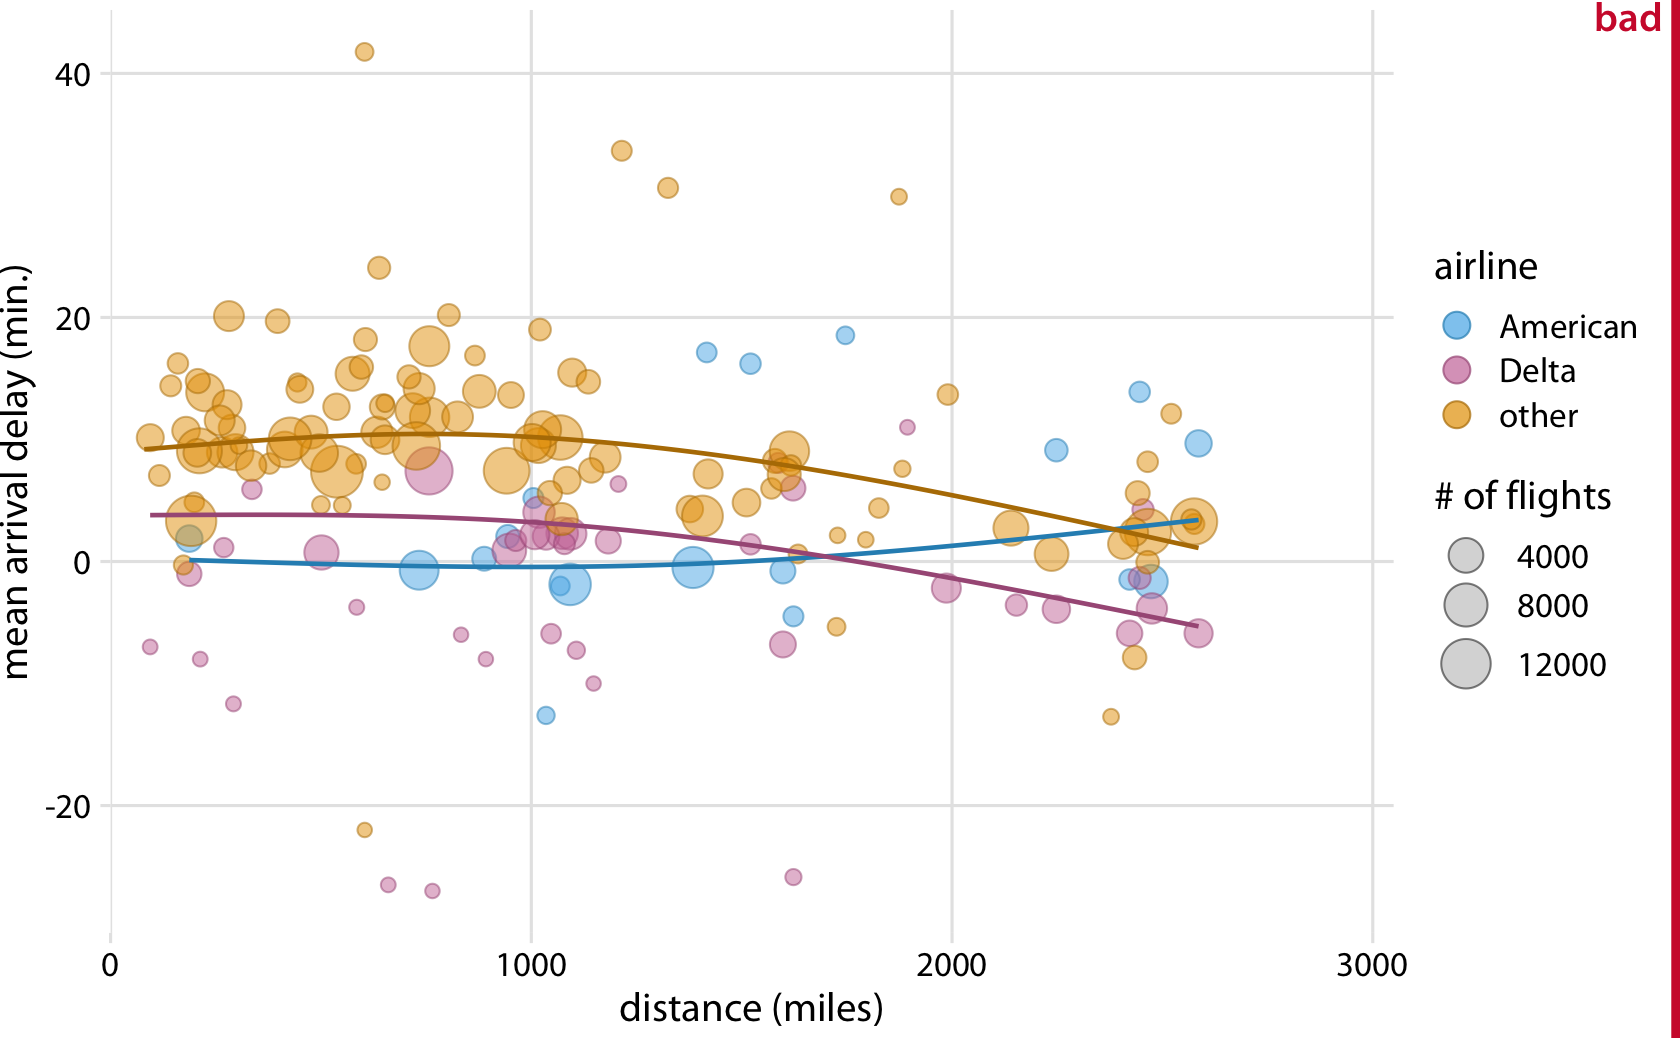 bad
40
20
0
-20
mean arrival delay (min.)
0
1000
2000
3000
distance (miles)
airline
American
Delta
other
# of flights
4000
8000
12000